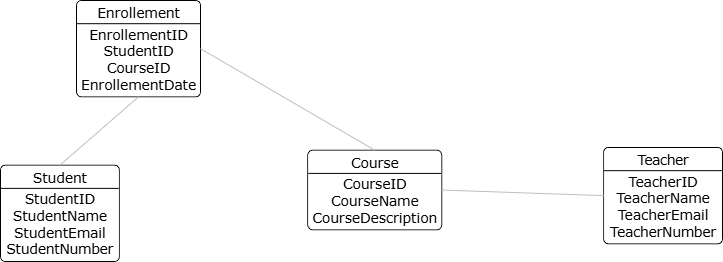 Enrollement
EnrollementID
StudentID
CourseID
EnrollementDate
Student
StudentID
StudentName
StudentEmail
StudentNumber
Course
CourseID
CourseName
CourseDescription
Teacher
TeacherID
TeacherName
TeacherEmail
TeacherNumber